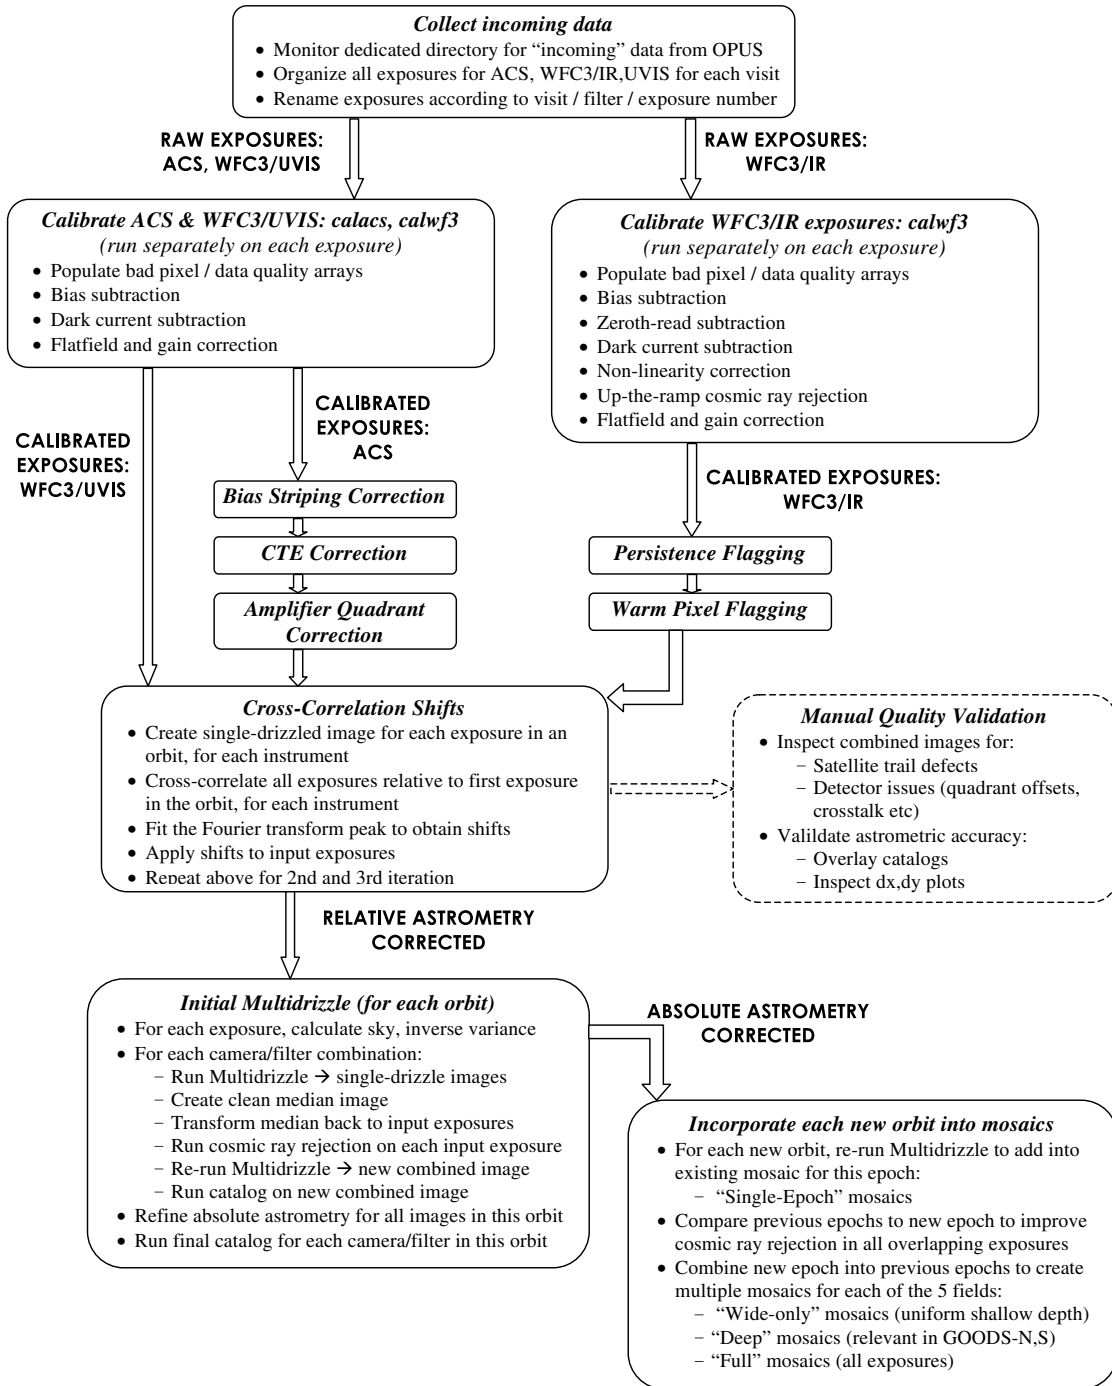 Collect incoming data
• Monitor dedicated directory for “incoming” data from OPUS
• Organize all exposures for ACS, WFC3/IR,UVIS for each visit
• Rename exposures according to visit / filter / exposure number
RAW EXPOSURES:
ACS, WFC3/UVIS
RAW EXPOSURES:
WFC3/IR
Calibrate ACS & WFC3/UVIS: calacs, calwf3
(run separately on each exposure)
• Populate bad pixel / data quality arrays
• Bias subtraction
• Dark current subtraction
• Flatfield and gain correction
Calibrate WFC3/IR exposures: calwf3
(run separately on each exposure)
• Populate bad pixel / data quality arrays
• Bias subtraction
• Zeroth-read subtraction
• Dark current subtraction
• Non-linearity correction
• Up-the-ramp cosmic ray rejection
• Flatfield and gain correction
CALIBRATED
EXPOSURES:
WFC3/UVIS
CALIBRATED
EXPOSURES:
ACS
CALIBRATED EXPOSURES:
WFC3/IR
Bias Striping Correction
CTE Correction
Amplifier Quadrant
Correction
Persistence Flagging
Warm Pixel Flagging
Cross-Correlation Shifts
• Create single-drizzled image for each exposure in an
orbit, for each instrument
• Cross-correlate all exposures relative to first exposure
in the orbit, for each instrument
• Fit the Fourier transform peak to obtain shifts
• Apply shifts to input exposures
• Repeat above for 2nd and 3rd iteration
Manual Quality Validation
• Inspect combined images for:
– Satellite trail defects
– Detector issues (quadrant offsets,
crosstalk etc)
• Valildate astrometric accuracy:
– Overlay catalogs
– Inspect dx,dy plots
RELATIVE ASTROMETRY
CORRECTED
Initial Multidrizzle (for each orbit)
• For each exposure, calculate sky, inverse variance
• For each camera/filter combination:
– Run Multidrizzle → single-drizzle images
– Create clean median image
– Transform median back to input exposures
– Run cosmic ray rejection on each input exposure
– Re-run Multidrizzle → new combined image
– Run catalog on new combined image
• Refine absolute astrometry for all images in this orbit
• Run final catalog for each camera/filter in this orbit
ABSOLUTE ASTROMETRY
CORRECTED
Incorporate each new orbit into mosaics
• For each new orbit, re-run Multidrizzle to add into
existing mosaic for this epoch:
– “Single-Epoch” mosaics
• Compare previous epochs to new epoch to improve
cosmic ray rejection in all overlapping exposures
• Combine new epoch into previous epochs to create
multiple mosaics for each of the 5 fields:
– “Wide-only” mosaics (uniform shallow depth)
– “Deep” mosaics (relevant in GOODS-N,S)
– “Full” mosaics (all exposures)